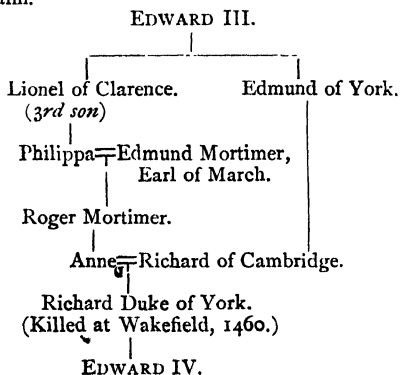 EDWARD III.
Lionel of Clarence. Edmund of York.
(3rd son)
Philippa Edmund Mortimer,
Earl of March.
Roger Mortimer.
Anne Richard of Cambridge.
Richard Duke of York.
(Killed at Wakefield, 1460.)
EDWARD IV.